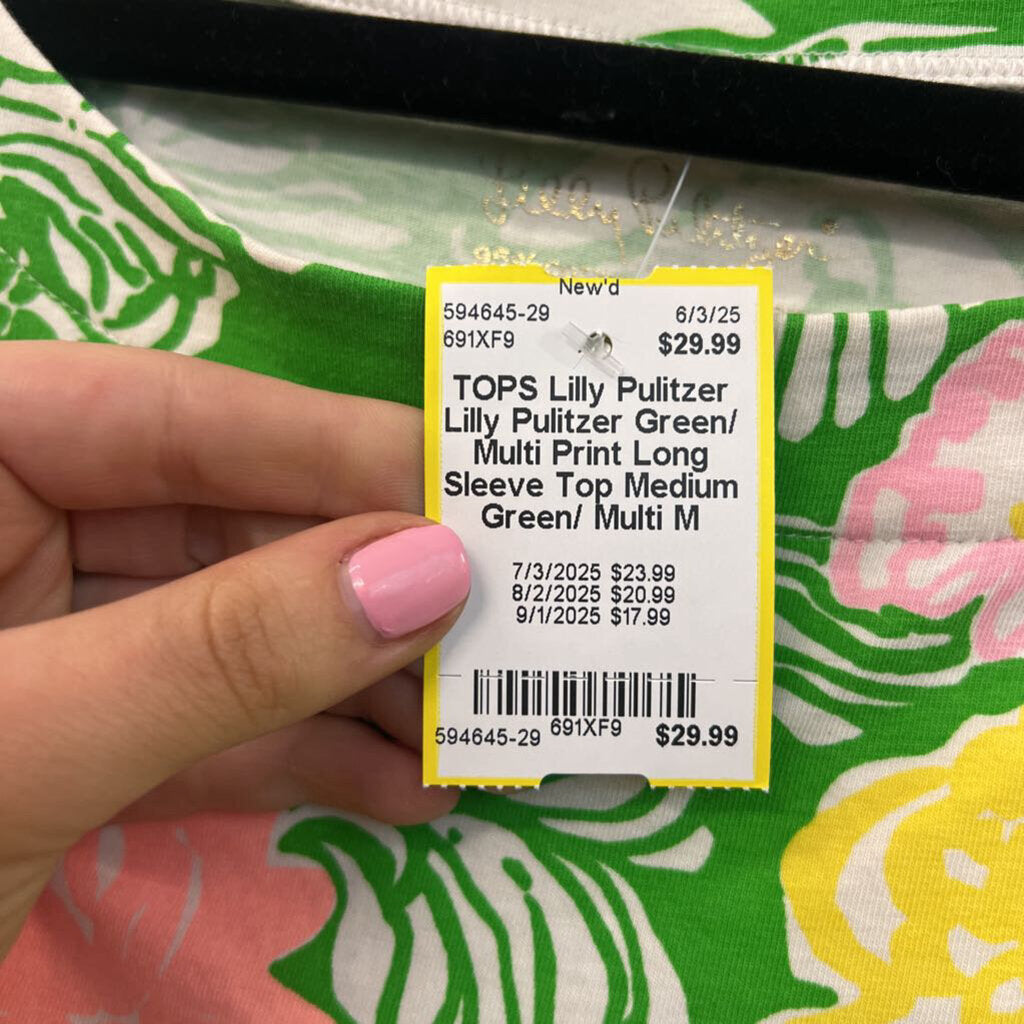 Lilly Pulitzer
New'd
594645-29 6/3/25
691XF9 $29.99
TOPS Lilly Pulitzer
Lilly Pulitzer Green/
Multi Print Long
Sleeve Top Medium
Green/ Multi M
7/3/2025 $23.99
8/2/2025 $20.99
9/1/2025 $17.99
594645-29 691XF9 $29.99